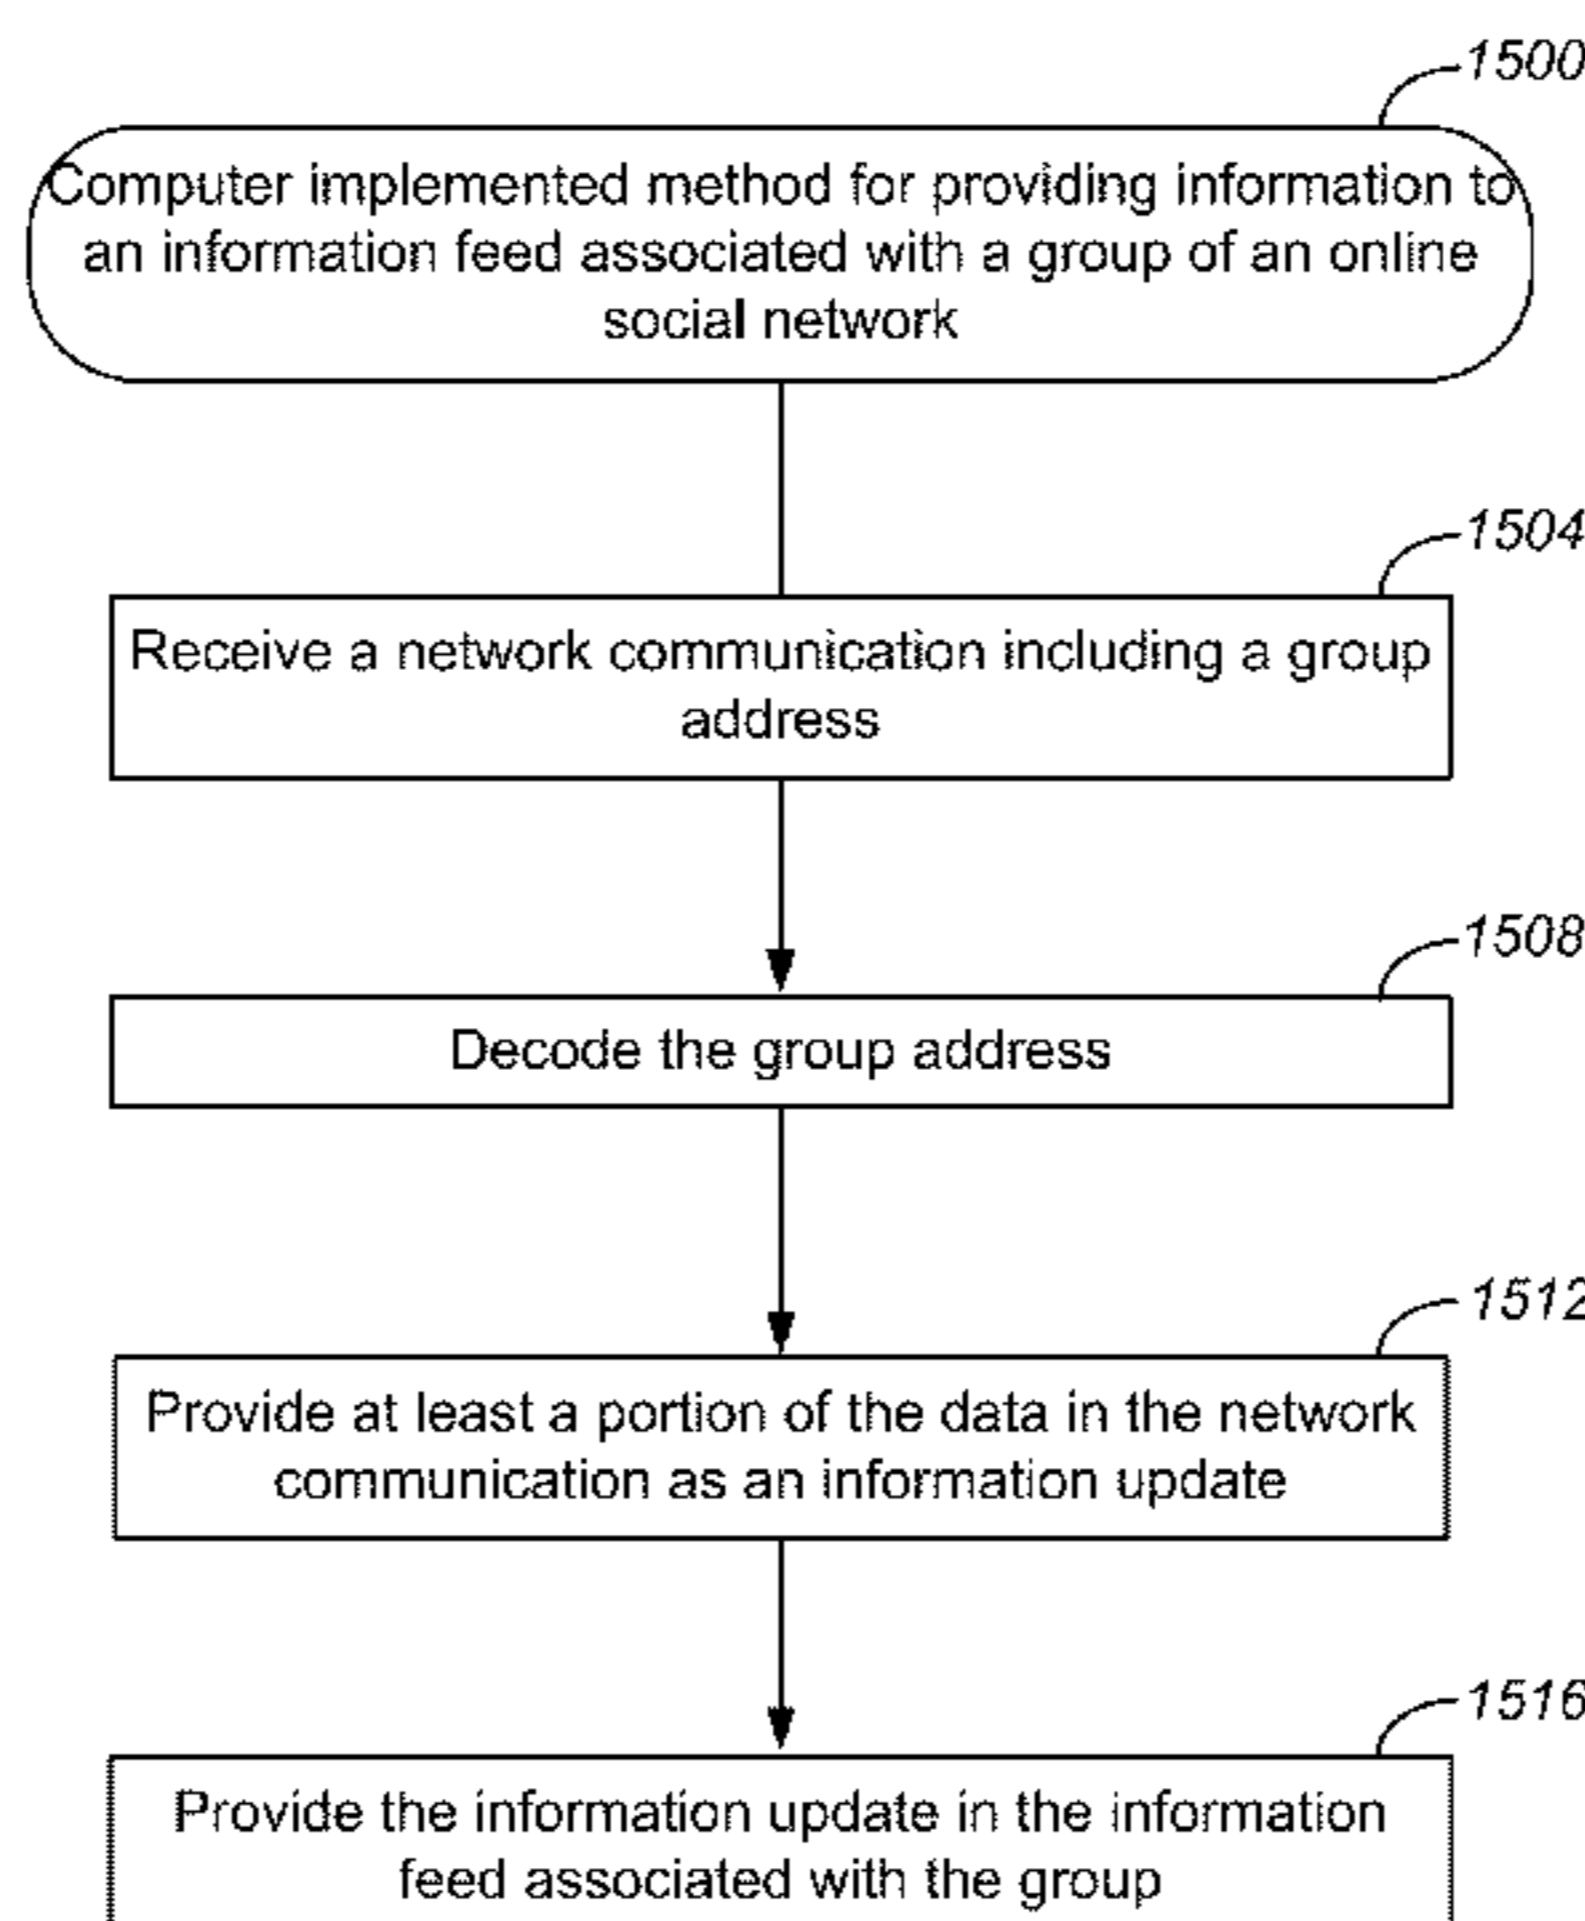 1500
Computer implemented method for providing information to
an information feed associated with a group of an online
social network
1504
Receive a network communication including a group
address
1508
Decode the group address
1512
Provide at least a portion of the data in the network
communication as an information update
1516
Provide the information update in the information
feed associated with the group